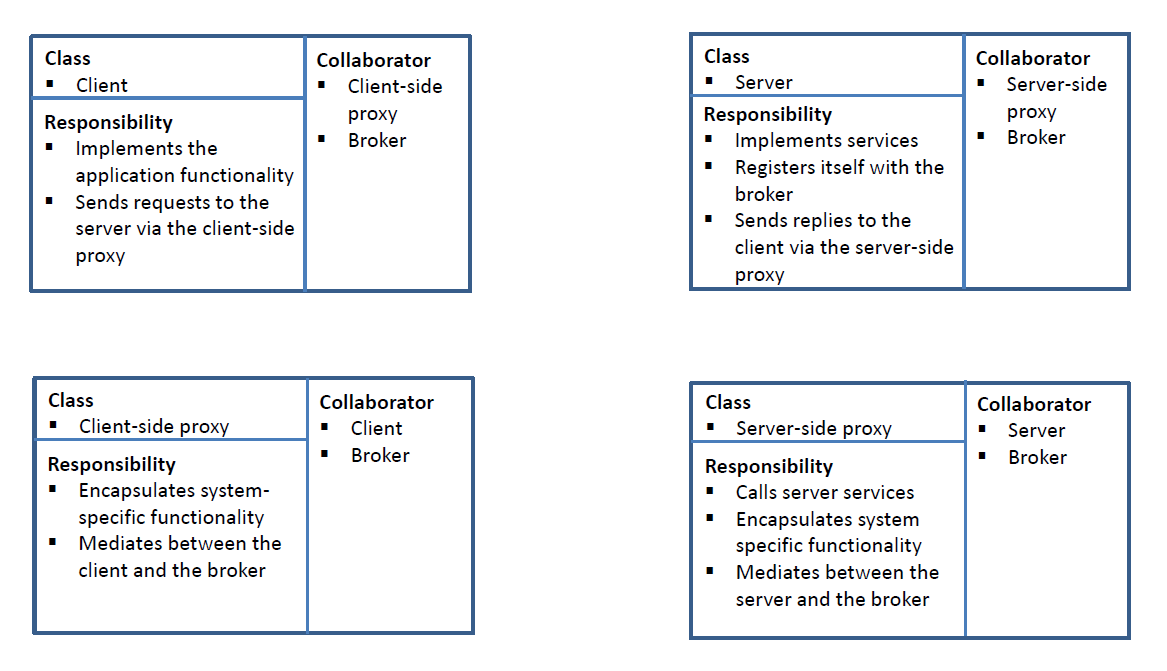 Class
▪ Client
Responsibility
▪ Implements the
application functionality
▪ Sends requests to the
server via the client-side
proxy
Collaborator
▪ Client-side
proxy
▪ Broker
Class
▪ Server
Responsibility
▪ Implements services
▪ Registers itself with the
broker
▪ Sends replies to the
client via the server-side
proxy
Collaborator
▪ Server-side
proxy
▪ Broker
Class
▪ Client-side proxy
Responsibility
▪ Encapsulates system-
specific functionality
▪ Mediates between the
client and the broker
Collaborator
▪ Client
▪ Broker
Class
▪ Server-side proxy
Responsibility
▪ Calls server services
▪ Encapsulates system
specific functionality
▪ Mediates between the
server and the broker
Collaborator
▪ Server
▪ Broker